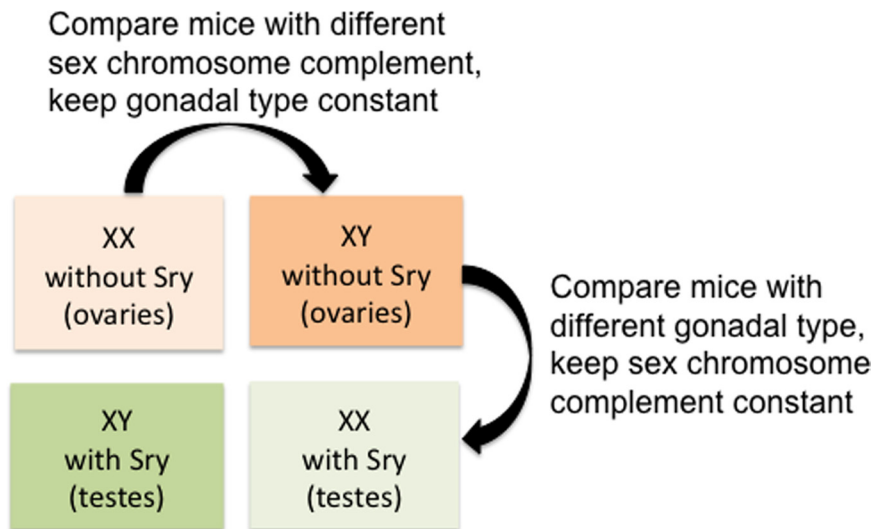 Compare mice with different
sex chromosome complement,
keep gonadal type constant
XX
without Sry
(ovaries)
XY
without Sry
(ovaries)
Compare mice with
different gonadal type,
keep sex chromosome
complement constant
XY
with Sry
(testes)
XX
with Sry
(testes)